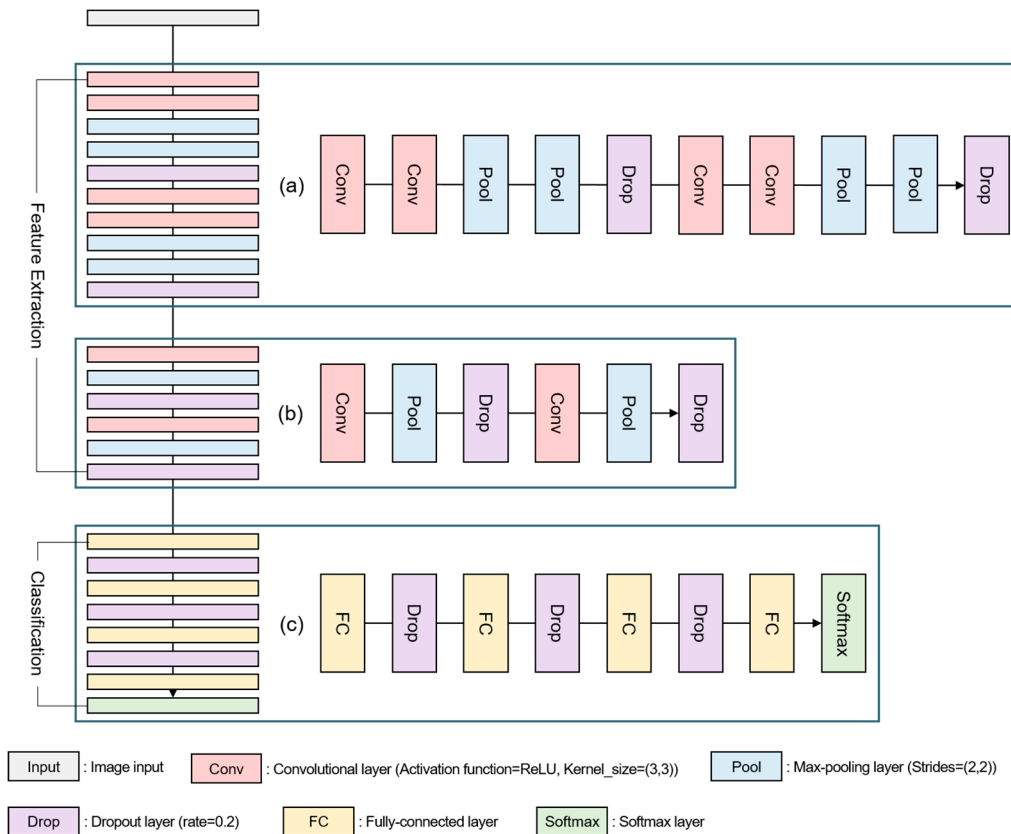 Feature Extraction
(a)
Conv
Conv
Pool
Pool
Drop
Conv
Conv
Pool
Pool
Drop
(b)
Conv
Pool
Drop
Conv
Pool
Drop
Classification
(c)
FC
Drop
FC
Drop
FC
Drop
FC
Softmax
Input : Image input
Conv : Convolutional layer (Activation function=ReLU, Kernel_size=(3,3))
Pool : Max-pooling layer (Strides=(2,2))
Drop : Dropout layer (rate=0.2)
FC : Fully-connected layer
Softmax : Softmax layer